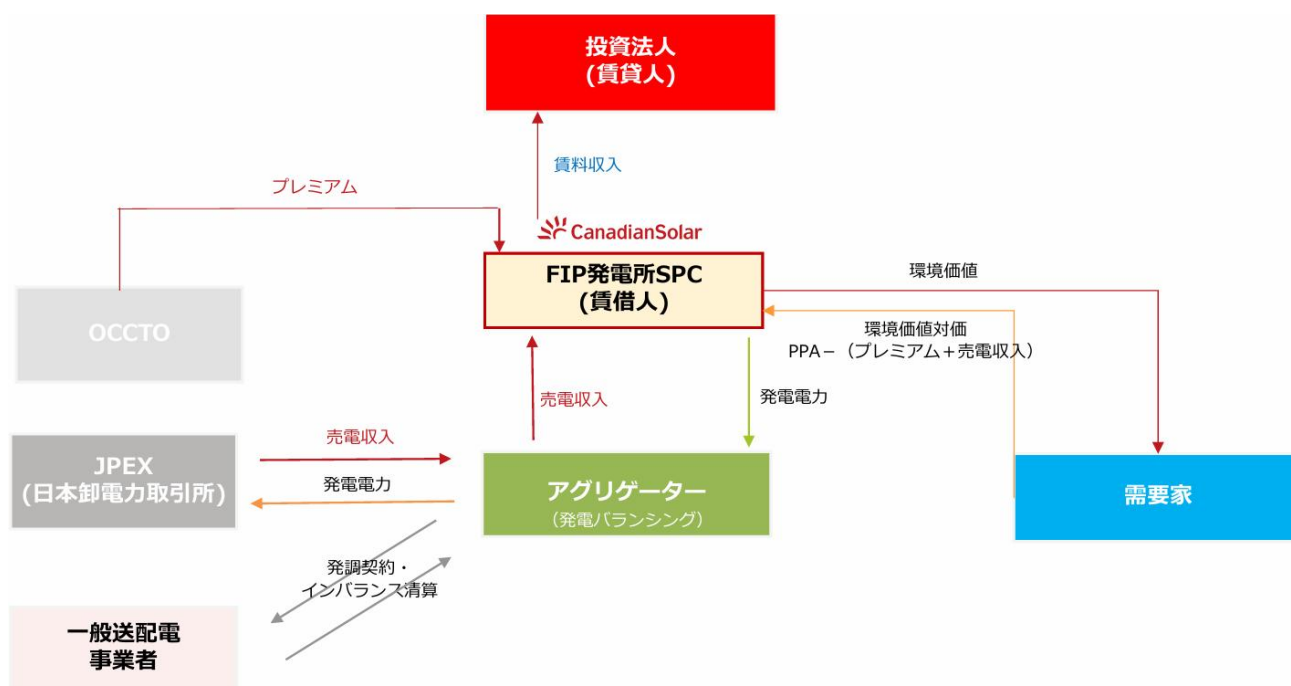 投資法人
(賃貸人)
賃料収入
プレミアム
CanadianSolar
FIP発電所SPC
(賃借人)
環境価値
OCCTO
環境価値対価
PPA－（プレミアム＋売電収入）
売電収入
発電電力
売電収入
JPEX
(日本卸電力取引所)
発電電力
アグリゲーター
（発電バランシング）
需要家
発調契約・
インバランス清算
一般送配電
事業者